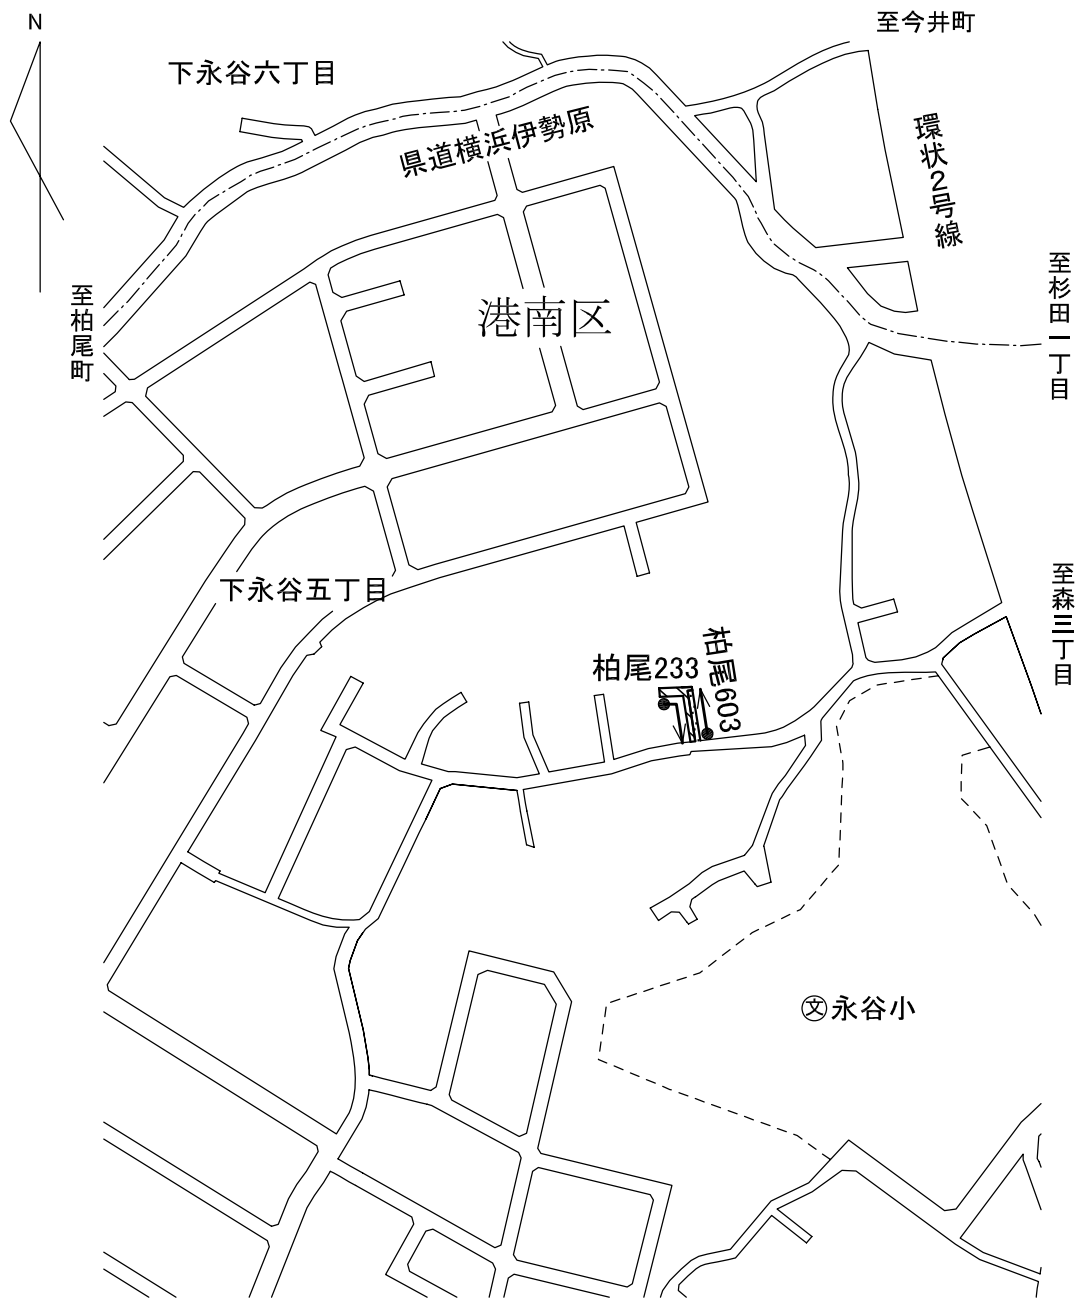 N
至今井町
下永谷六丁目
県道横浜伊勢原
環状2号線
至杉田一丁目
至柏尾町
港南区
下永谷五丁目
至森三丁目
柏尾233
柏尾603
文永谷小